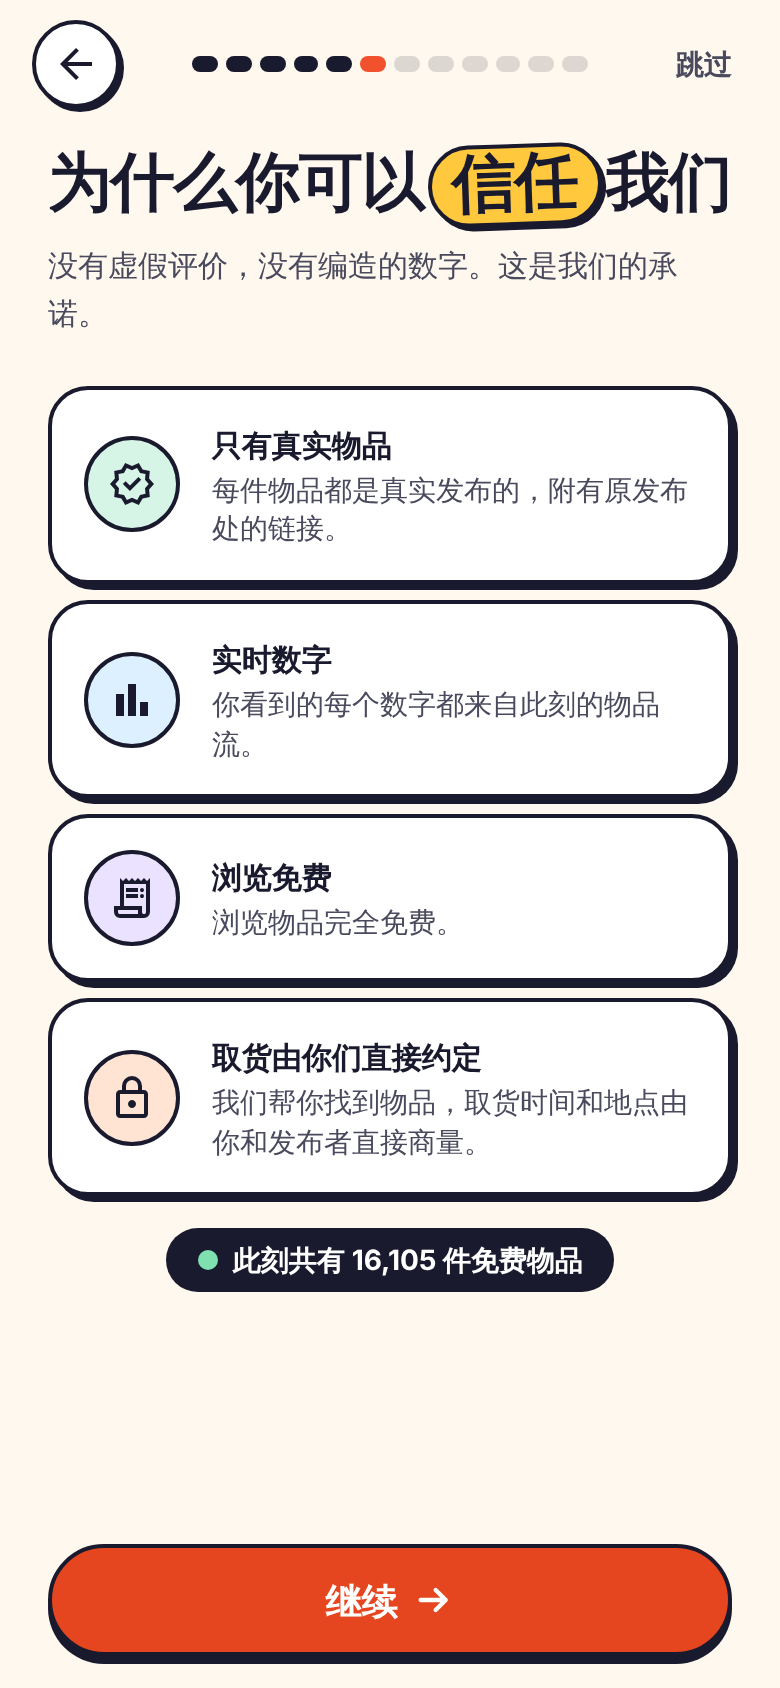 跳过
为什么你可以信任我们
没有虚假评价，没有编造的数字。这是我们的承
诺。
只有真实物品
每件物品都是真实发布的，附有原发布
处的链接。
实时数字
你看到的每个数字都来自此刻的物品
流。
浏览免费
浏览物品完全免费。
取货由你们直接约定
我们帮你找到物品，取货时间和地点由
你和发布者直接商量。
此刻共有 16,105 件免费物品
继续